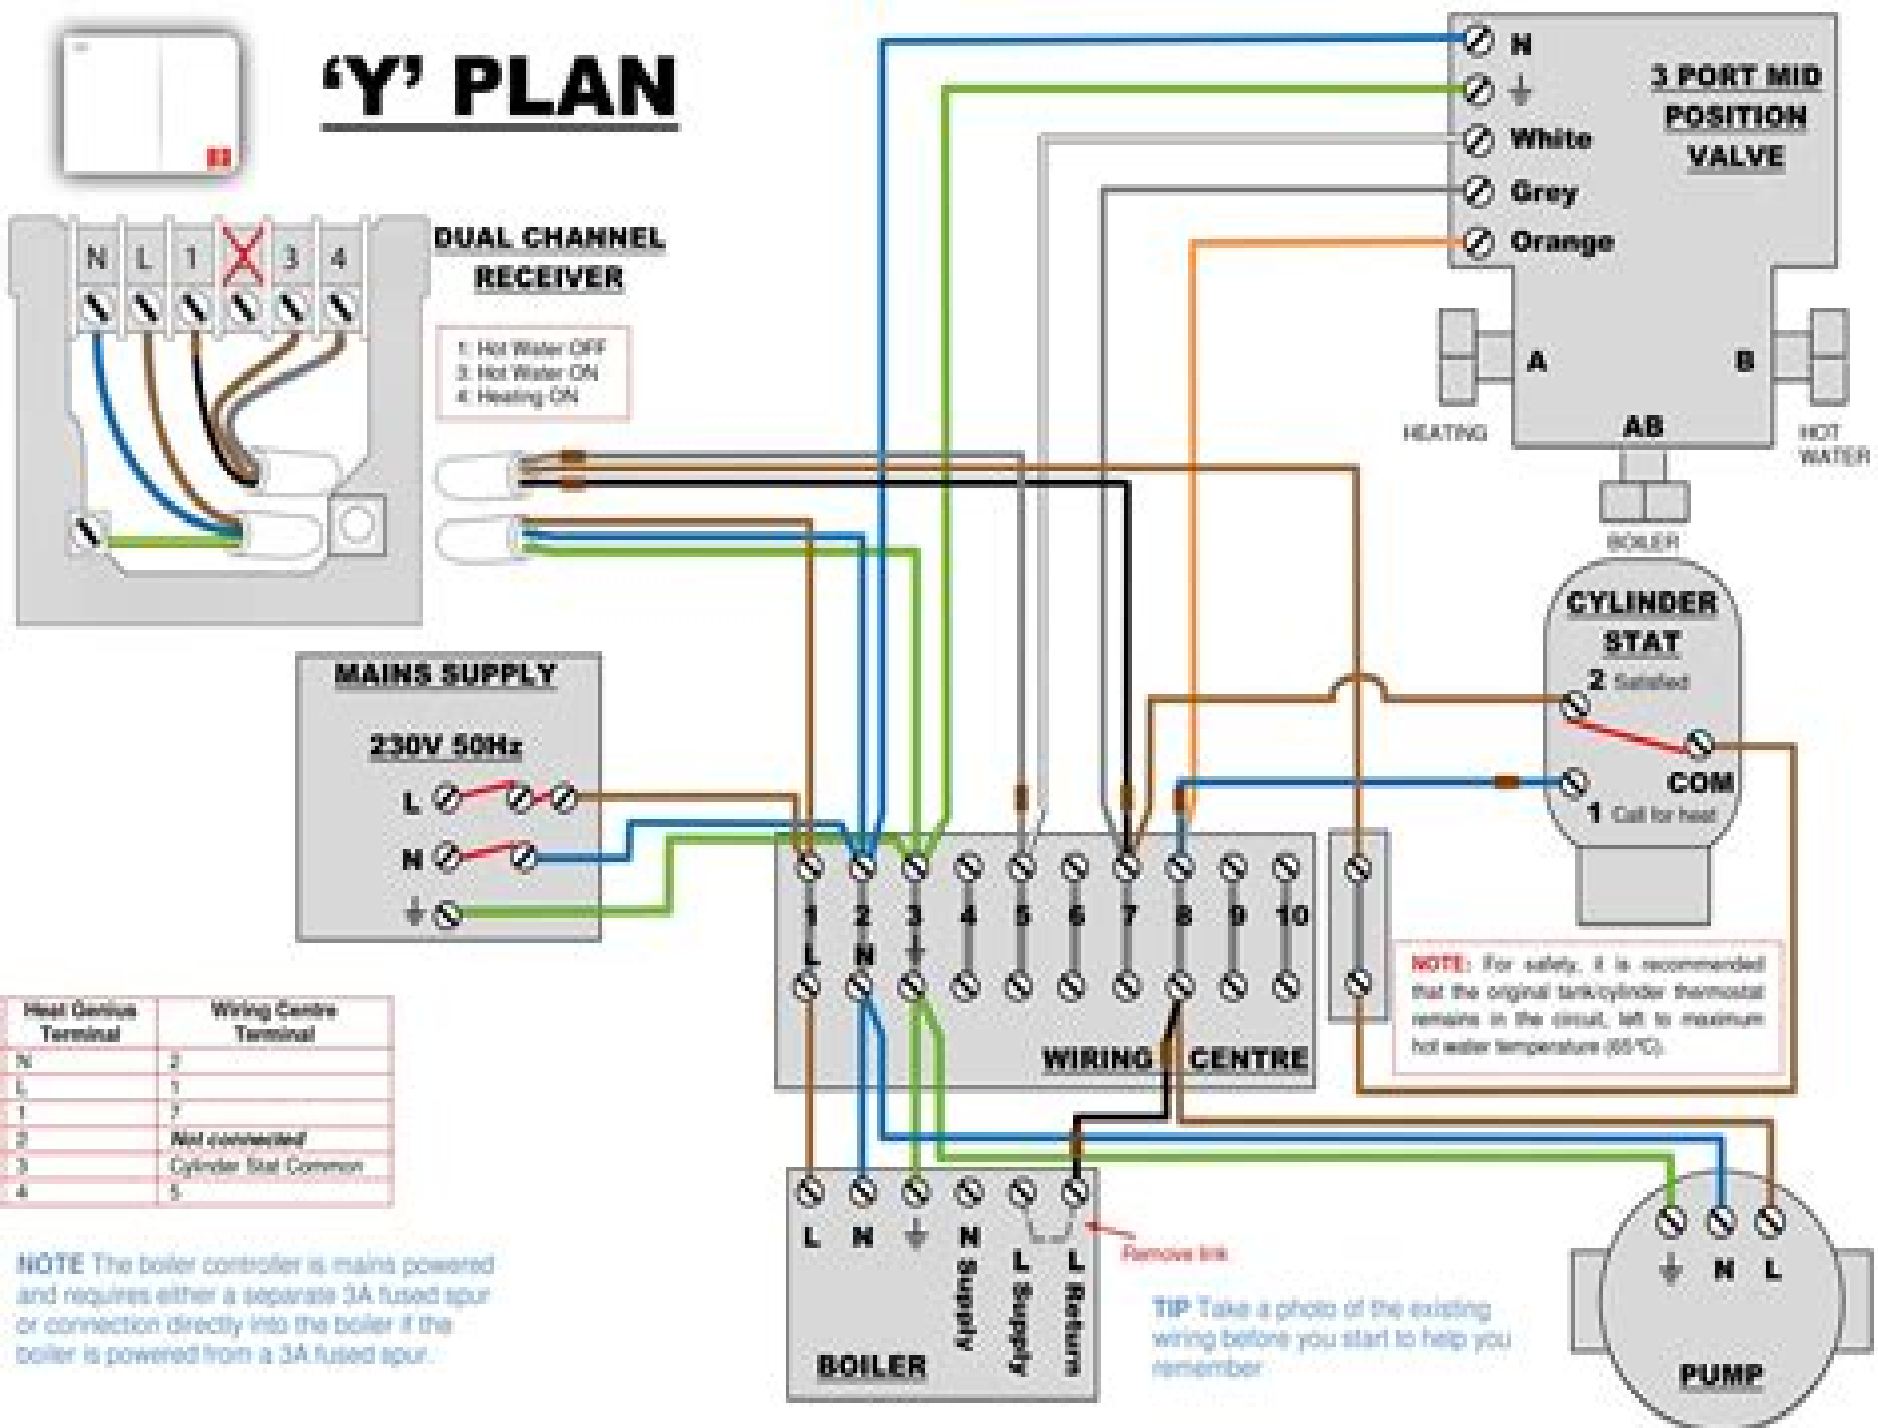 'Y' PLAN
N L 1 3 4
DUAL CHANNEL
RECEIVER
1: Hot Water OFF
3: Hot Water ON
4: Heating ON
N
White
Grey
Orange
3 PORT MID
POSITION
VALVE
A
B
AB
HEATING
HOT
WATER
BOILER
CYLINDER
STAT
2 Satisfied
COM
1 Call for heat
MAINS SUPPLY
230V 50Hz
L
N
1 2 3 4 5 6 7 8 9 10
L N
WIRING CENTRE
NOTE: For safety, it is recommended
that the original tank/cylinder thermostat
remains in the circuit, left to maximum
hot water temperature (65°C).
Heat Genius
Terminal
Wiring Centre
Terminal
N 2
L 1
1 7
2 Not connected
3 Cylinder Stat Common
4 5
NOTE The boiler controller is mains powered
and requires either a separate 3A fused spur
or connection directly into the boiler if the
boiler is powered from a 3A fused spur.
L N
N Supply
L Supply
L Return
BOILER
Remove link
TIP Take a photo of the existing
wiring before you start to help you
remember
N L
PUMP